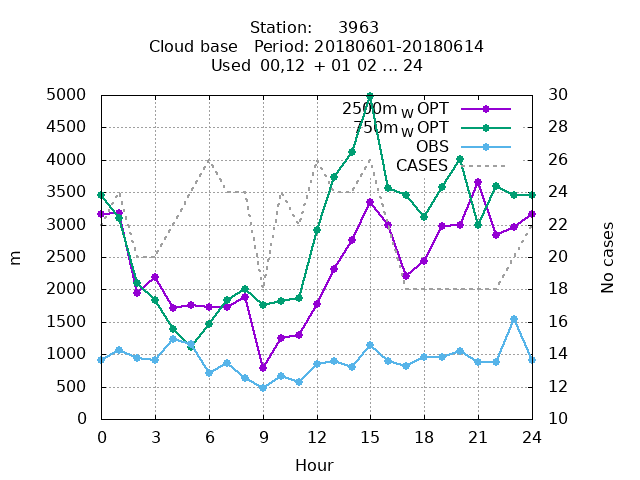 Station: 3963
Cloud base Period: 20180601-20180614
Used 00,12 + 01 02 ... 24
5000
4500
4000
3500
3000
2500
2000
1500
1000
500
0
m
2500m W OPT
750m W OPT
OBS
CASES
30
28
26
24
22
20
18
16
14
12
10
No cases
0 3 6 9 12 15 18 21 24
Hour